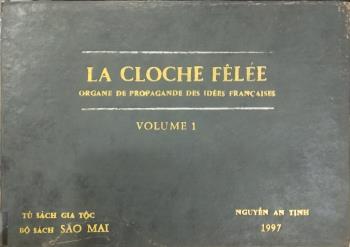 LA CLOCHE FÊLÉE
ORGANE DE PROPAGANDE DES IDÉES FRANÇAISES
VOLUME 1
TỦ SÁCH GIA TỘC
BỘ SÁCH SÁO MAI
NGUYỄN AN TỊNH
1997